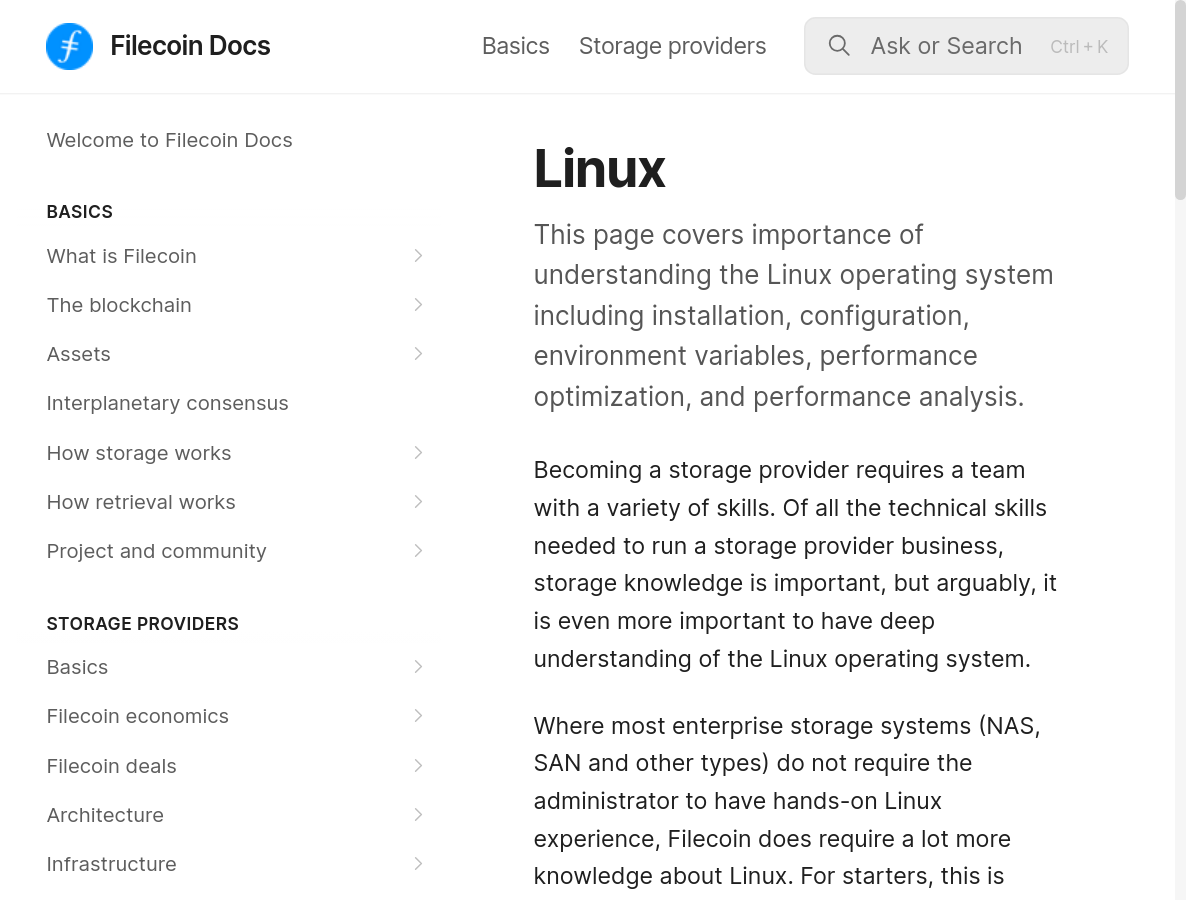 Filecoin Docs
Basics
Storage providers
Ask or Search
Ctrl + K
Welcome to Filecoin Docs
BASICS
What is Filecoin
The blockchain
Assets
Interplanetary consensus
How storage works
How retrieval works
Project and community
STORAGE PROVIDERS
Basics
Filecoin economics
Filecoin deals
Architecture
Infrastructure
Linux
This page covers importance of
understanding the Linux operating system
including installation, configuration,
environment variables, performance
optimization, and performance analysis.
Becoming a storage provider requires a team
with a variety of skills. Of all the technical skills
needed to run a storage provider business,
storage knowledge is important, but arguably, it
is even more important to have deep
understanding of the Linux operating system.
Where most enterprise storage systems (NAS,
SAN and other types) do not require the
administrator to have hands-on Linux
experience, Filecoin does require a lot more
knowledge about Linux. For starters, this is